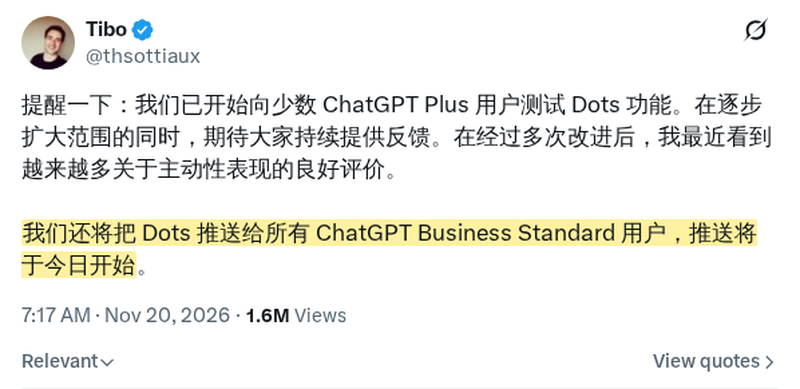 Tibo
@thsottiaux
提醒一下：我们已开始向少数 ChatGPT Plus 用户测试 Dots 功能。在逐步
扩大范围的同时，期待大家持续提供反馈。在经过多次改进后，我最近看到
越来越多关于主动性表现的良好评价。
我们还将把 Dots 推送给所有 ChatGPT Business Standard 用户，推送将
于今日开始。
7:17 AM · Nov 20, 2026 · 1.6M Views
Relevant
View quotes